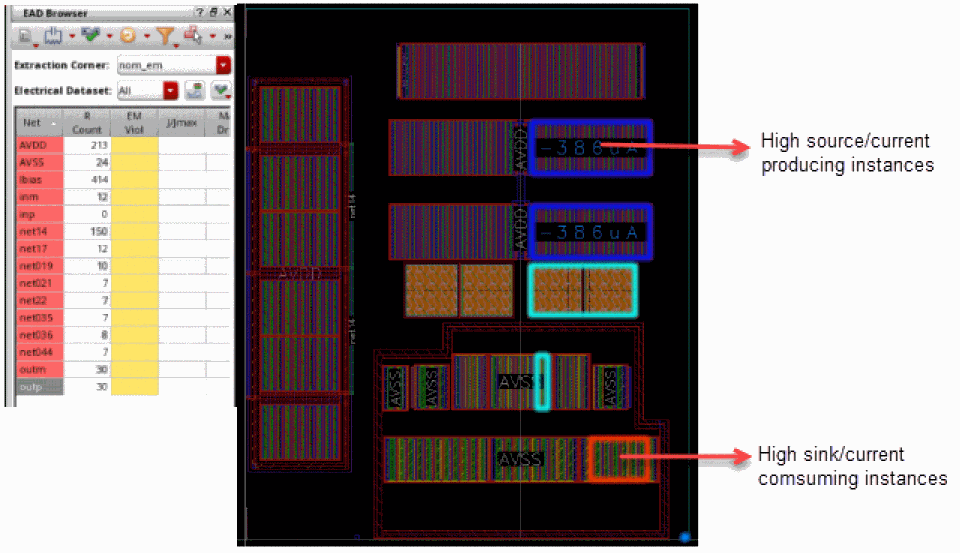 EAD Browser
Extraction Corner: nom_em
Electrical Dataset: All
Net R Count EM Viol J/Jmax
AVDD 213
AVSS 24
Ibias 414
inm 12
inp 0
net14 150
net17 12
net019 10
net021 7
net22 7
net035 7
net036 8
net044 7
outm 30
outp 30
AVDD
net14
net14
AVDD
-386uA
AVDD
-386uA
AVSS
AVSS
AVSS
AVSS
AVSS
High source/current
producing instances
High sink/current
comsuming instances